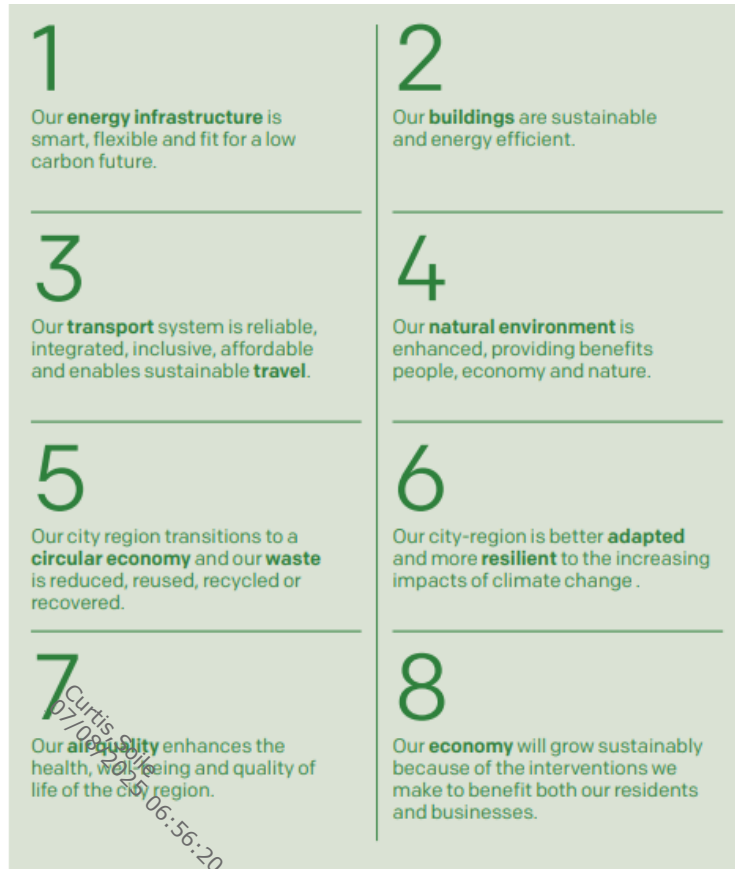 1
Our energy infrastructure is
smart, flexible and fit for a low
carbon future.
2
Our buildings are sustainable
and energy efficient.
3
Our transport system is reliable,
integrated, inclusive, affordable
and enables sustainable travel.
4
Our natural environment is
enhanced, providing benefits
people, economy and nature.
5
Our city region transitions to a
circular economy and our waste
is reduced, reused, recycled or
recovered.
6
Our city-region is better adapted
and more resilient to the increasing
impacts of climate change .
7
Our air quality enhances the
health, well-being and quality of
life of the city region.
8
Our economy will grow sustainably
because of the interventions we
make to benefit both our residents
and businesses.
Curtis Spike
07/08/2025 06:56:20